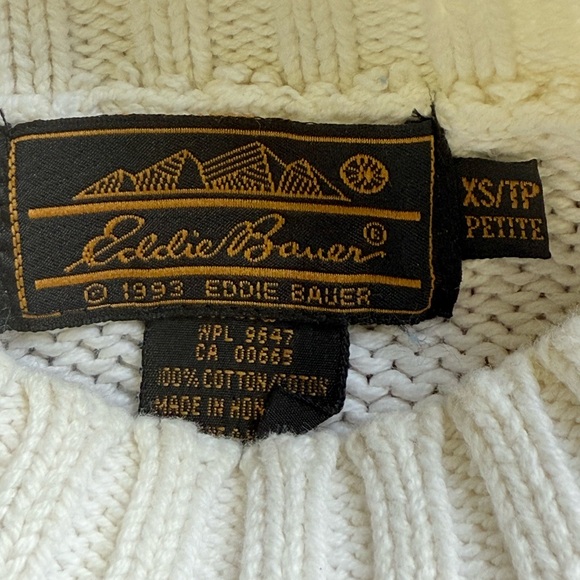 Eddie Bauer ®
© 1993 EDDIE BAUER
XS/TP
PETITE
WPL 9647
CA 00665
100% COTTON/COTON
MADE IN HON